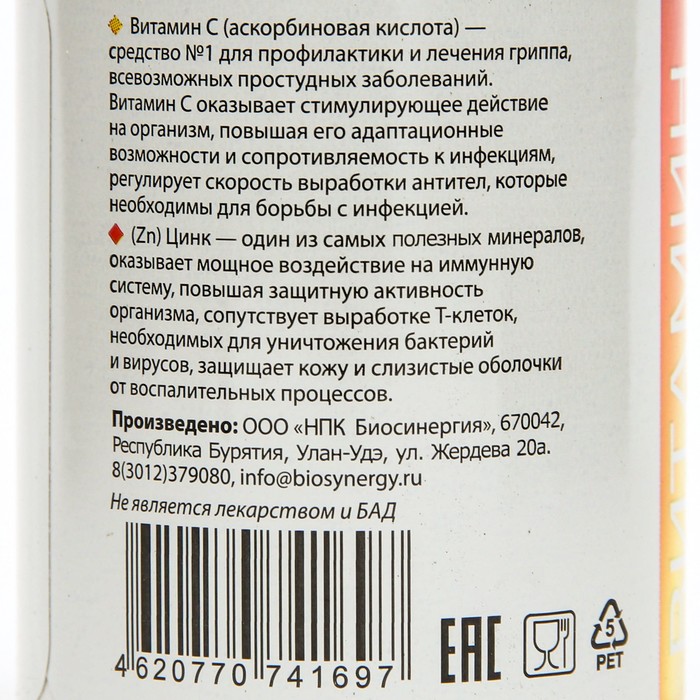 Витамин С (аскорбиновая кислота) —
средство №1 для профилактики и лечения гриппа,
всевозможных простудных заболеваний.
Витамин С оказывает стимулирующее действие
на организм, повышая его адаптационные
возможности и сопротивляемость к инфекциям,
регулирует скорость выработки антител, которые
необходимы для борьбы с инфекцией.
(Zn) Цинк — один из самых полезных минералов,
оказывает мощное воздействие на иммунную
систему, повышая защитную активность
организма, сопутствует выработке Т-клеток,
необходимых для уничтожения бактерий
и вирусов, защищает кожу и слизистые оболочки
от воспалительных процессов.
Произведено: ООО «НПК Биосинергия», 670042,
Республика Бурятия, Улан-Удэ, ул. Жердева 20а.
8(3012)379080, info@biosynergy.ru
Не является лекарством и БАД
4 620770 741697
EAC
5
PET
ВИТАМИН